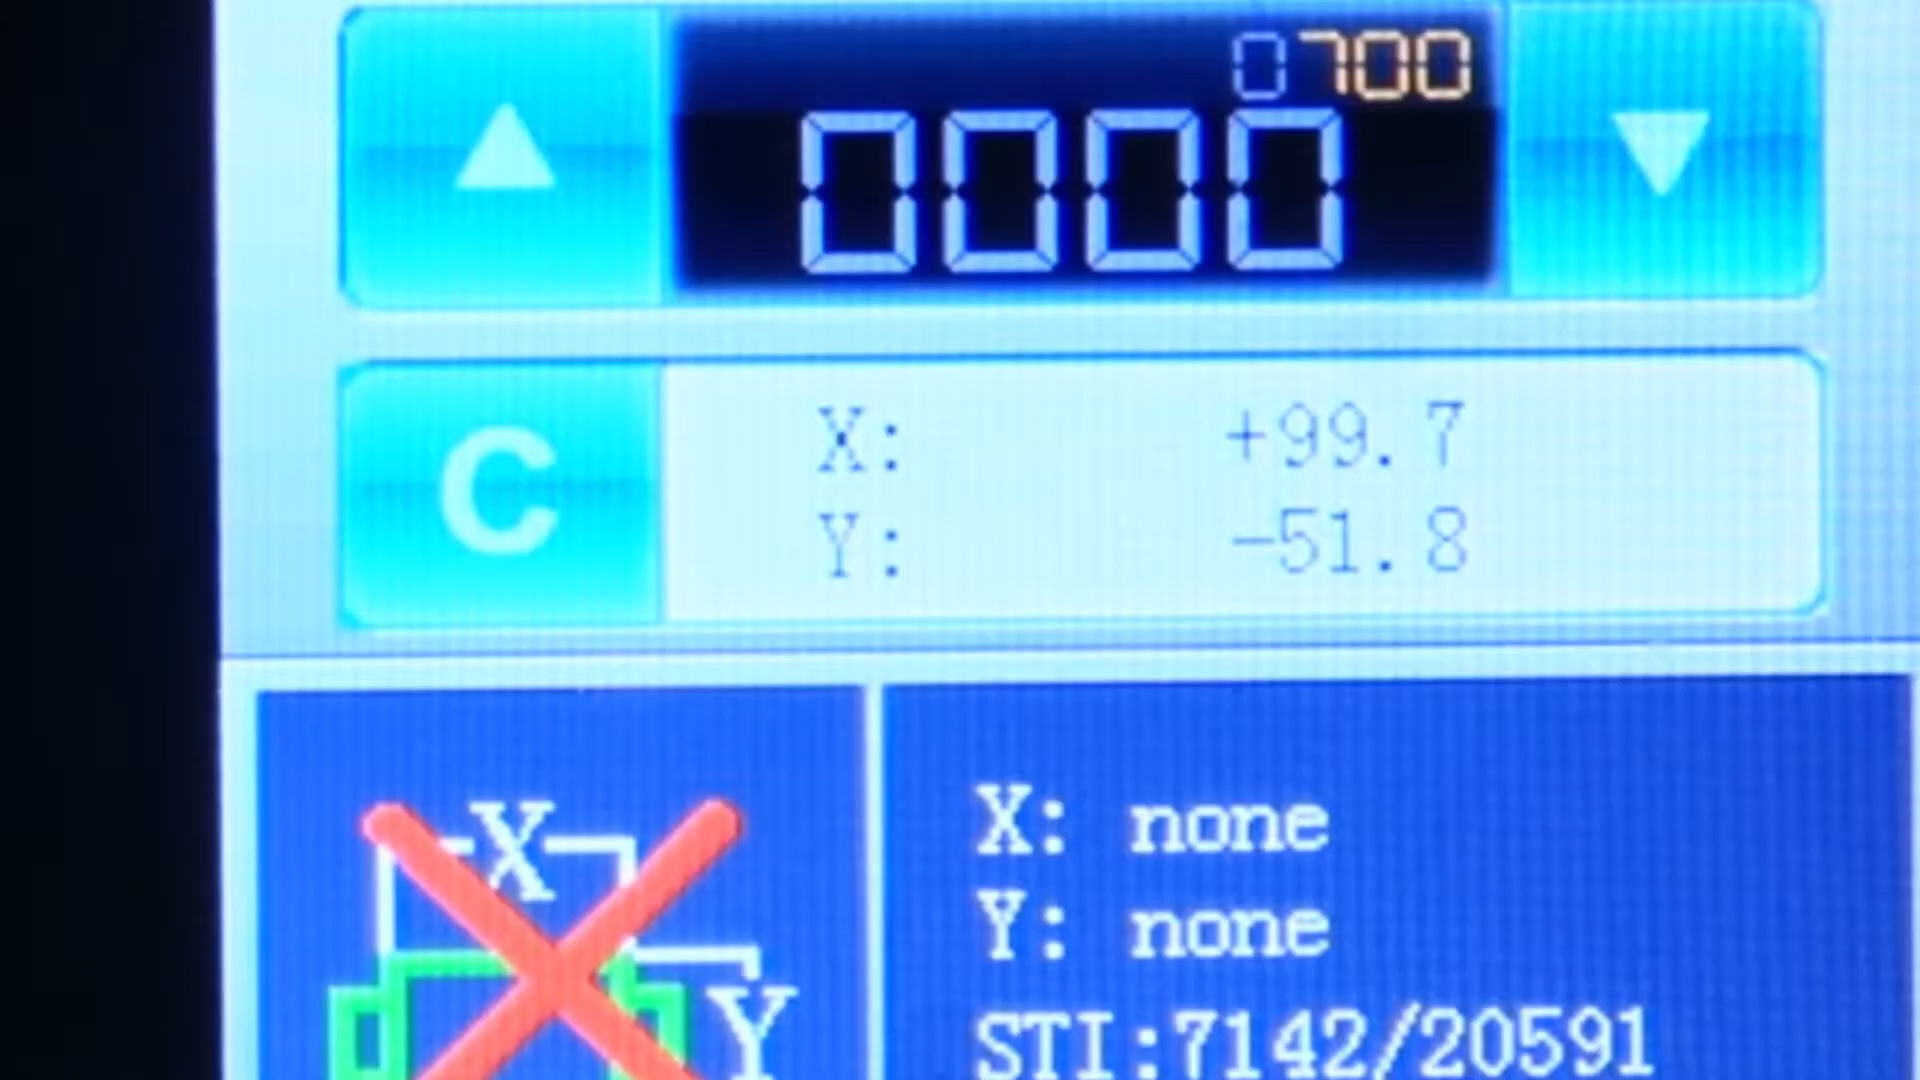 0700
0000
C
X: +99.7
Y: -51.8
X
Y
X: none
Y: none
STI:7142/20591